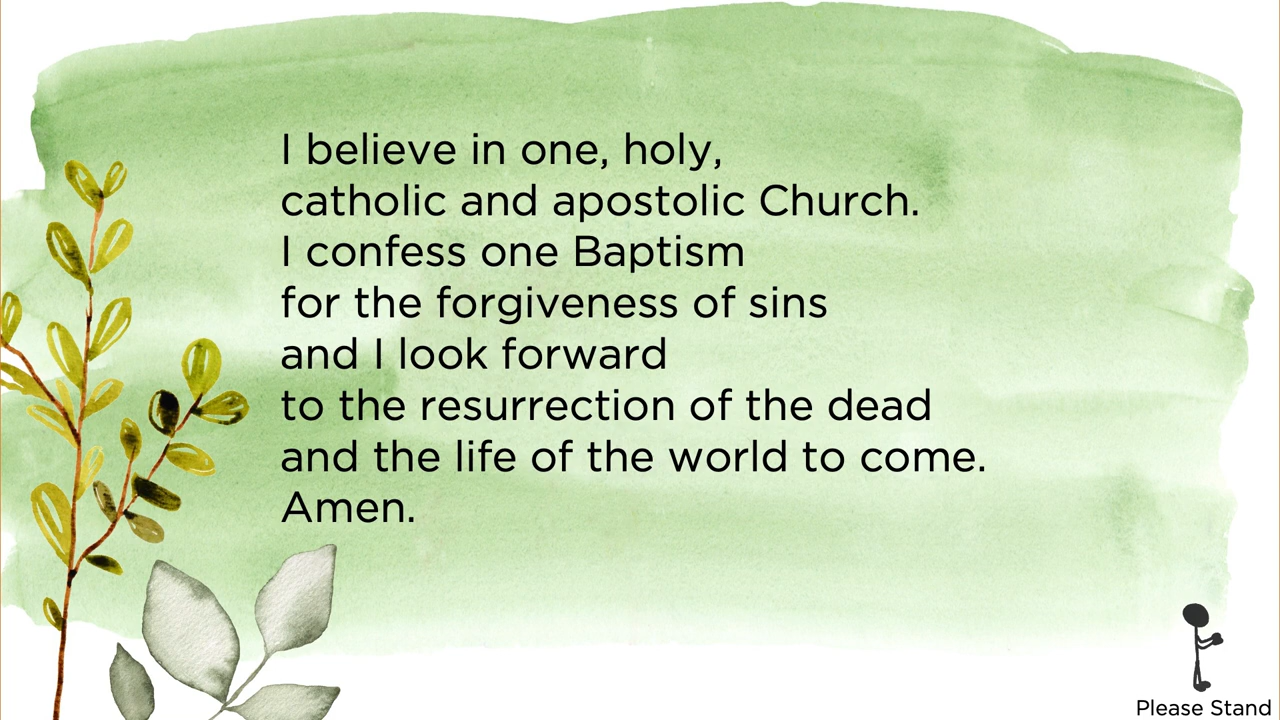 I believe in one, holy,
catholic and apostolic Church.
I confess one Baptism
for the forgiveness of sins
and I look forward
to the resurrection of the dead
and the life of the world to come.
Amen.
Please Stand